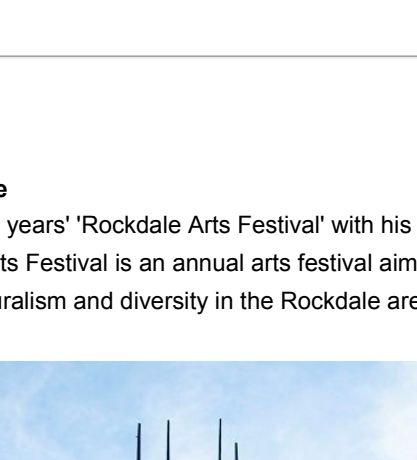 e
years' 'Rockdale Arts Festival' with his
ts Festival is an annual arts festival aim
uralism and diversity in the Rockdale are